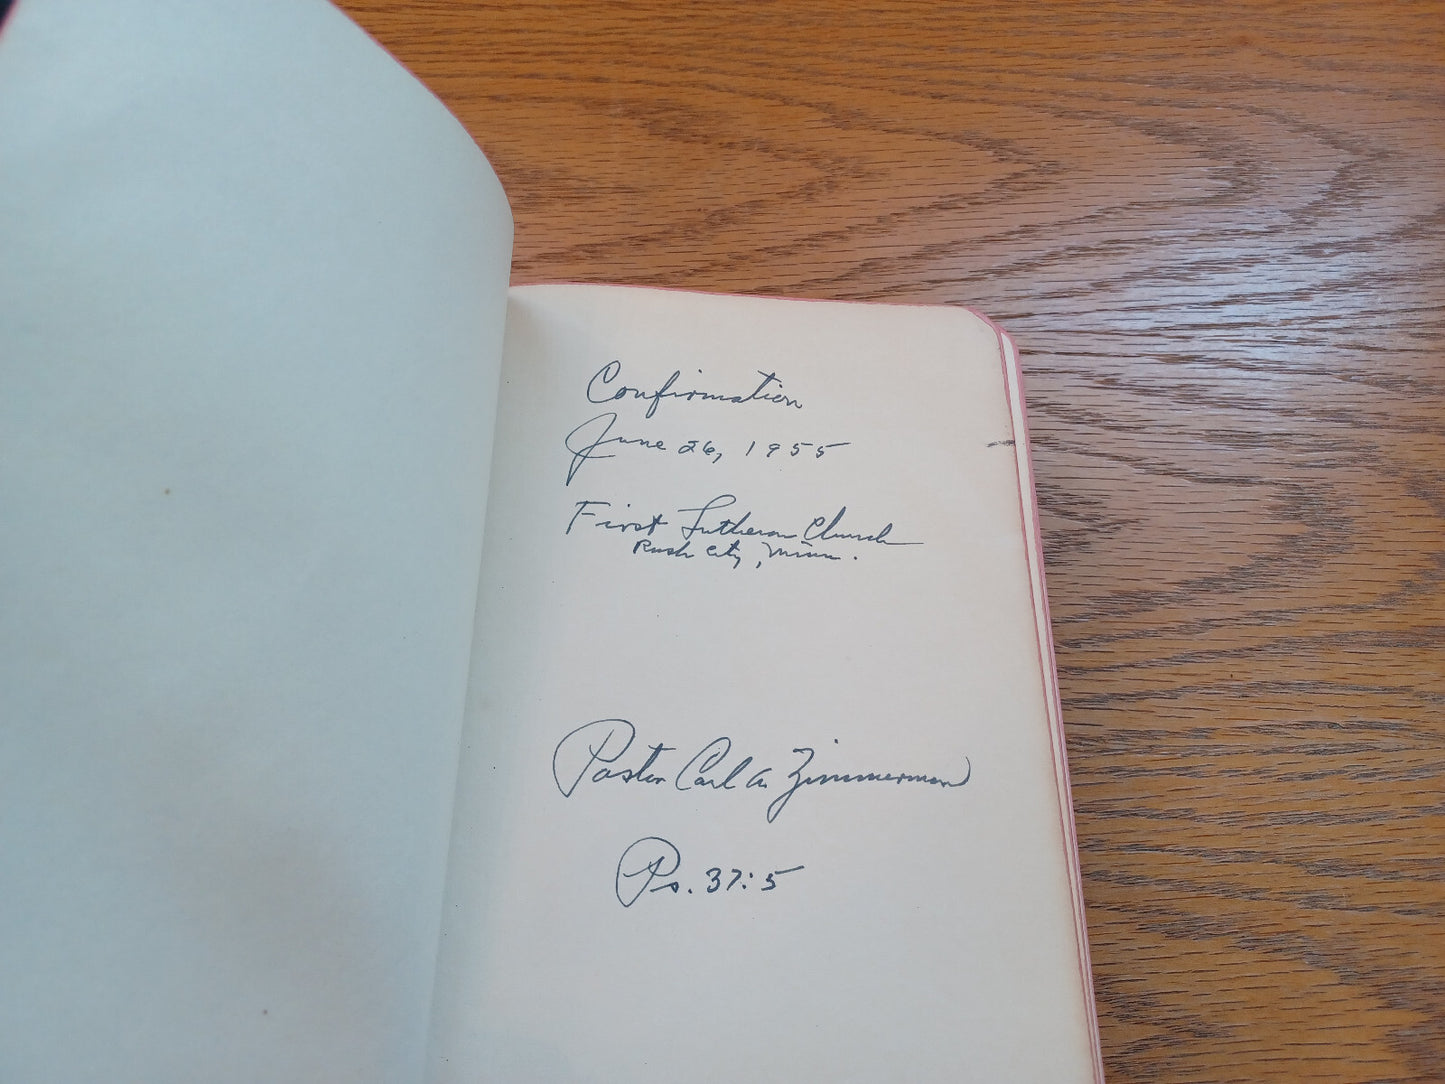 Confirmation
June 26, 1955
First Lutheran Church
Rush City, Minn.
Pastor Carl A. Zimmerman
Ps. 37:5